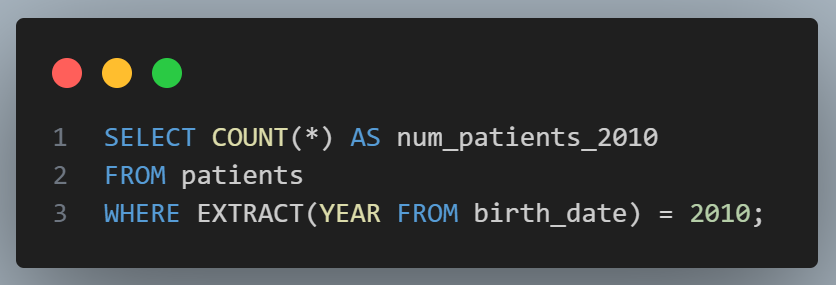 1 SELECT COUNT(*) AS num_patients_2010
2 FROM patients
3 WHERE EXTRACT(YEAR FROM birth_date) = 2010;